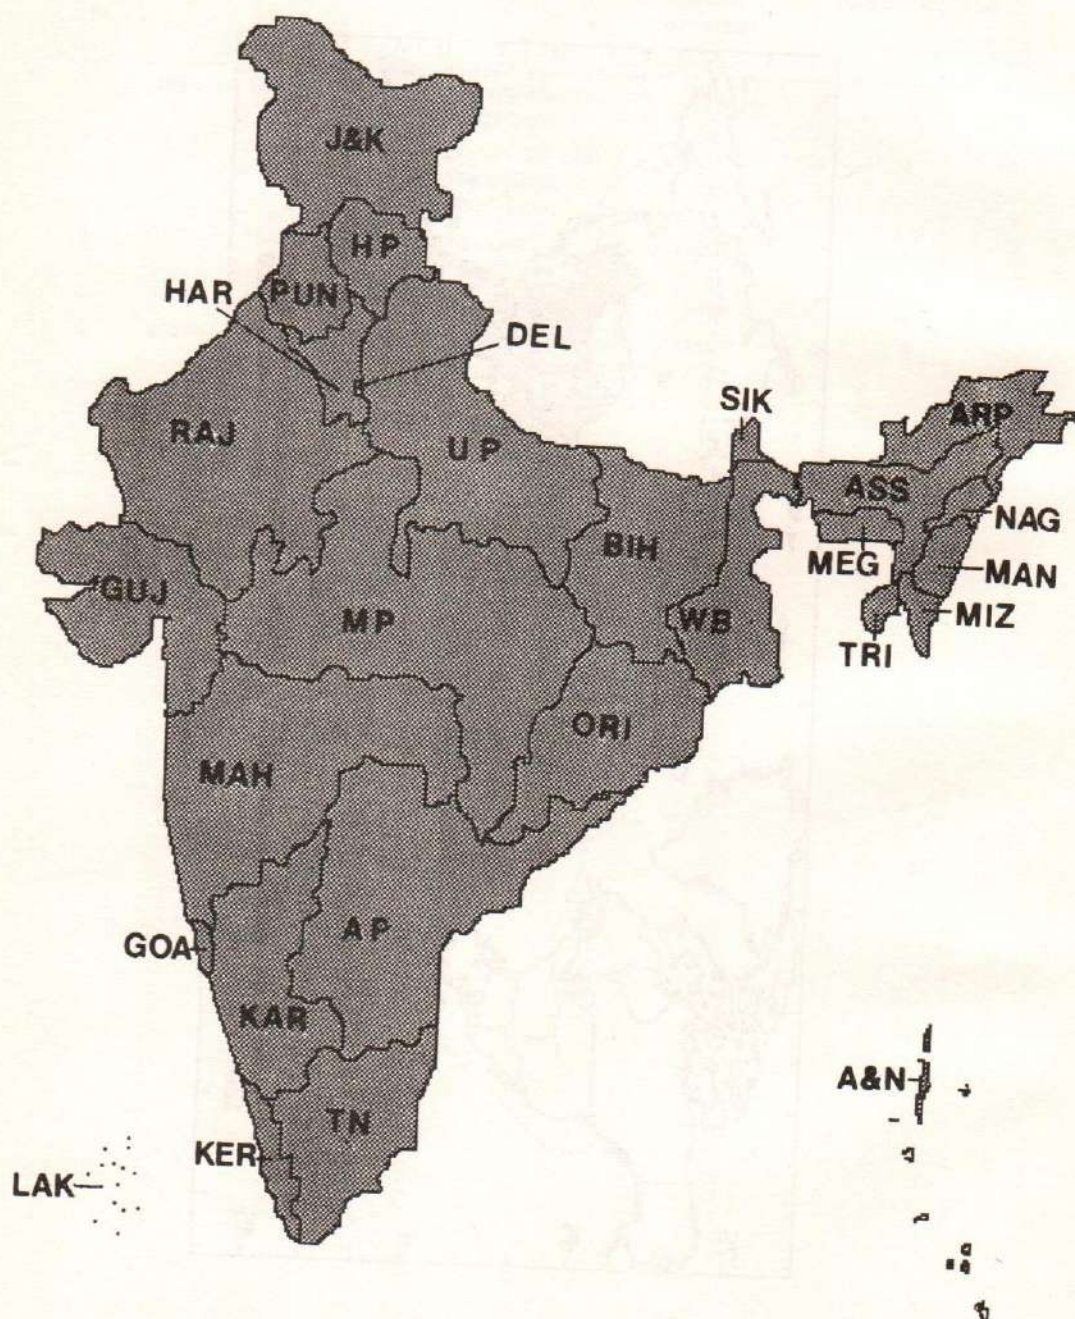 J&K
HP
HAR
PUN
DEL
SIK
RAJ
UP
ARP
ASS
NAG
BIH
MEG
MAN
GUJ
MP
WB
MIZ
TRI
ORI
MAH
AP
GOA
KAR
A&N
TN
KER
LAK